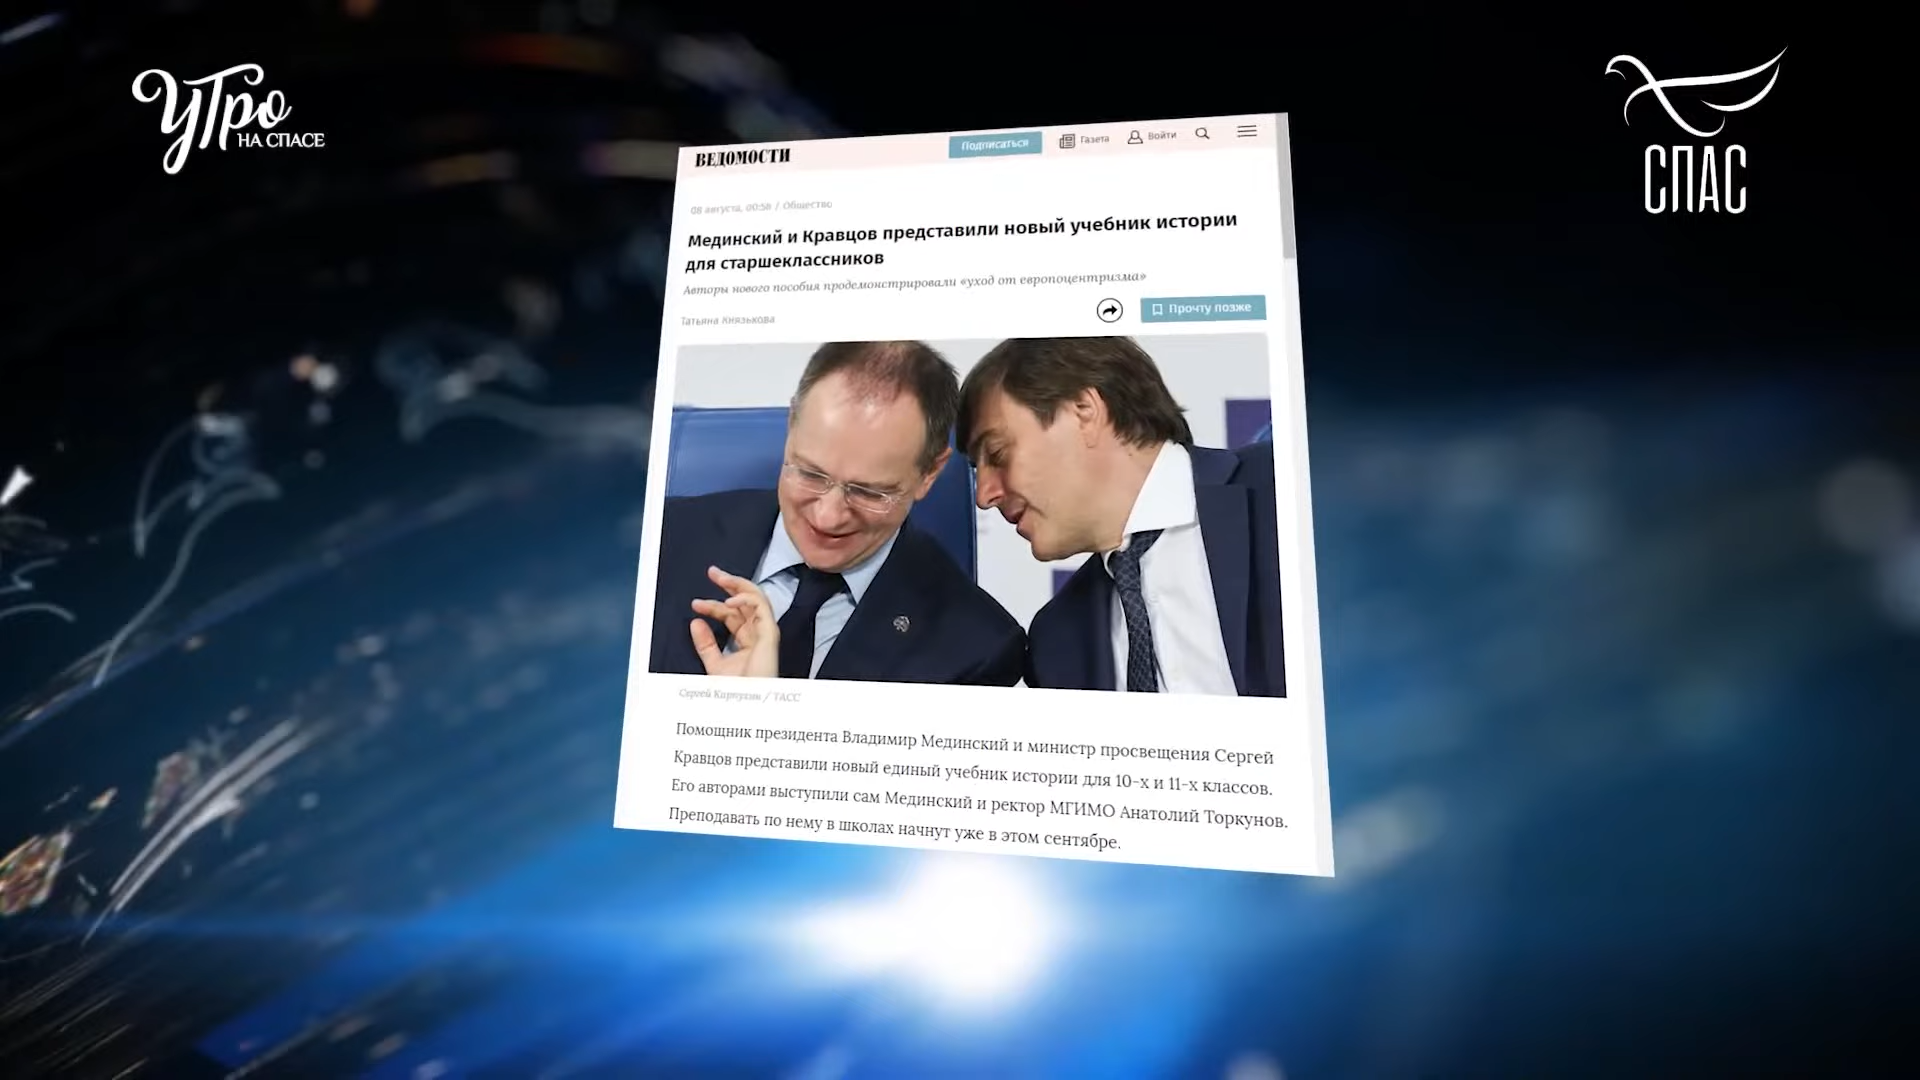 Утро
НА СПАСЕ
СПАС
ВЕДОМОСТИ
Подписаться
Газета
Войти
08 августа, 00:58 / Общество
Мединский и Кравцов представили новый учебник истории
для старшеклассников
Авторы нового пособия продемонстрировали «уход от европоцентризма»
Татьяна Князькова
Прочту позже
Сергей Карпухин / ТАСС
Помощник президента Владимир Мединский и министр просвещения Сергей
Кравцов представили новый единый учебник истории для 10-х и 11-х классов.
Его авторами выступили сам Мединский и ректор МГИМО Анатолий Торкунов.
Преподавать по нему в школах начнут уже в этом сентябре.